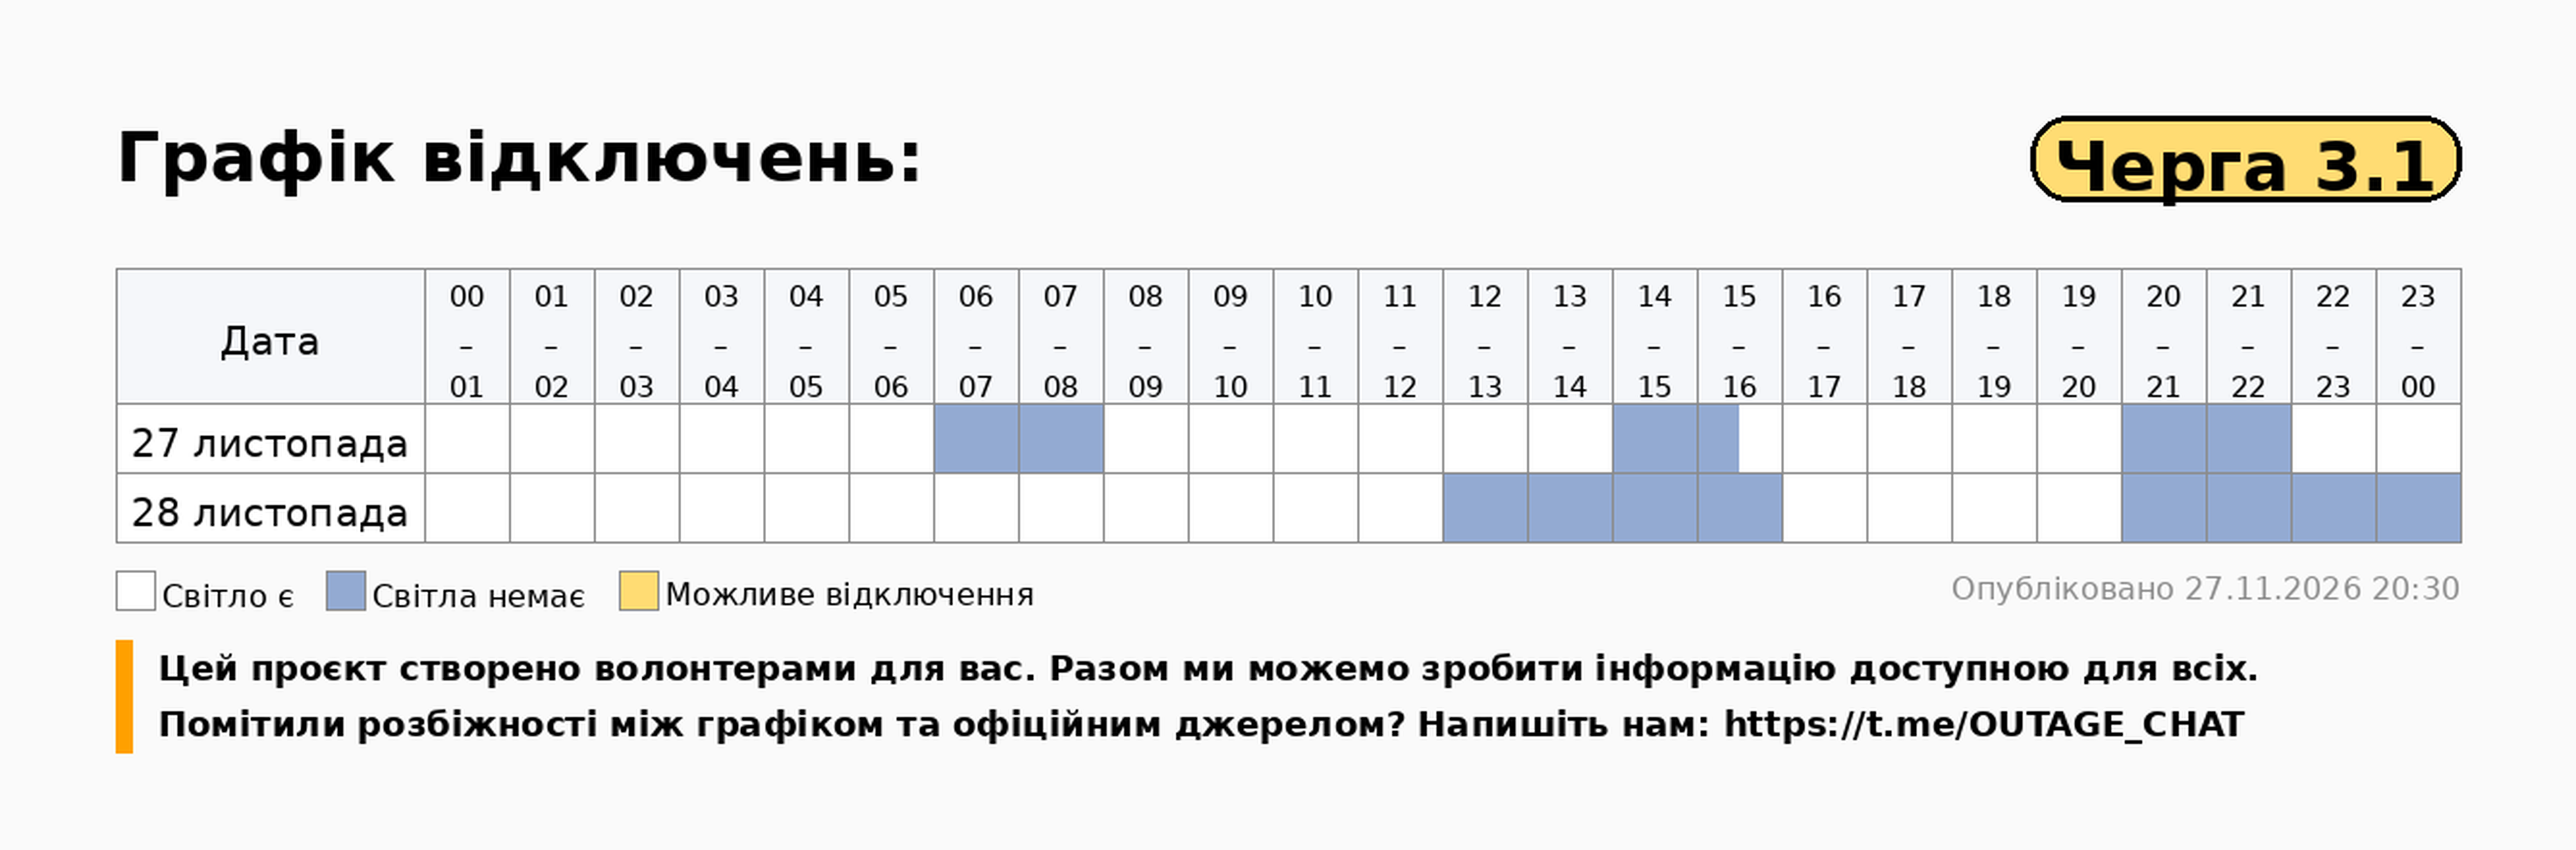 Графік відключень:
Черга 3.1
Дата
00 – 01
01 – 02
02 – 03
03 – 04
04 – 05
05 – 06
06 – 07
07 – 08
08 – 09
09 – 10
10 – 11
11 – 12
12 – 13
13 – 14
14 – 15
15 – 16
16 – 17
17 – 18
18 – 19
19 – 20
20 – 21
21 – 22
22 – 23
23 – 00
27 листопада
28 листопада
Світло є
Світла немає
Можливе відключення
Опубліковано 27.11.2026 20:30
Цей проєкт створено волонтерами для вас. Разом ми можемо зробити інформацію доступною для всіх.
Помітили розбіжності між графіком та офіційним джерелом? Напишіть нам: https://t.me/OUTAGE_CHAT